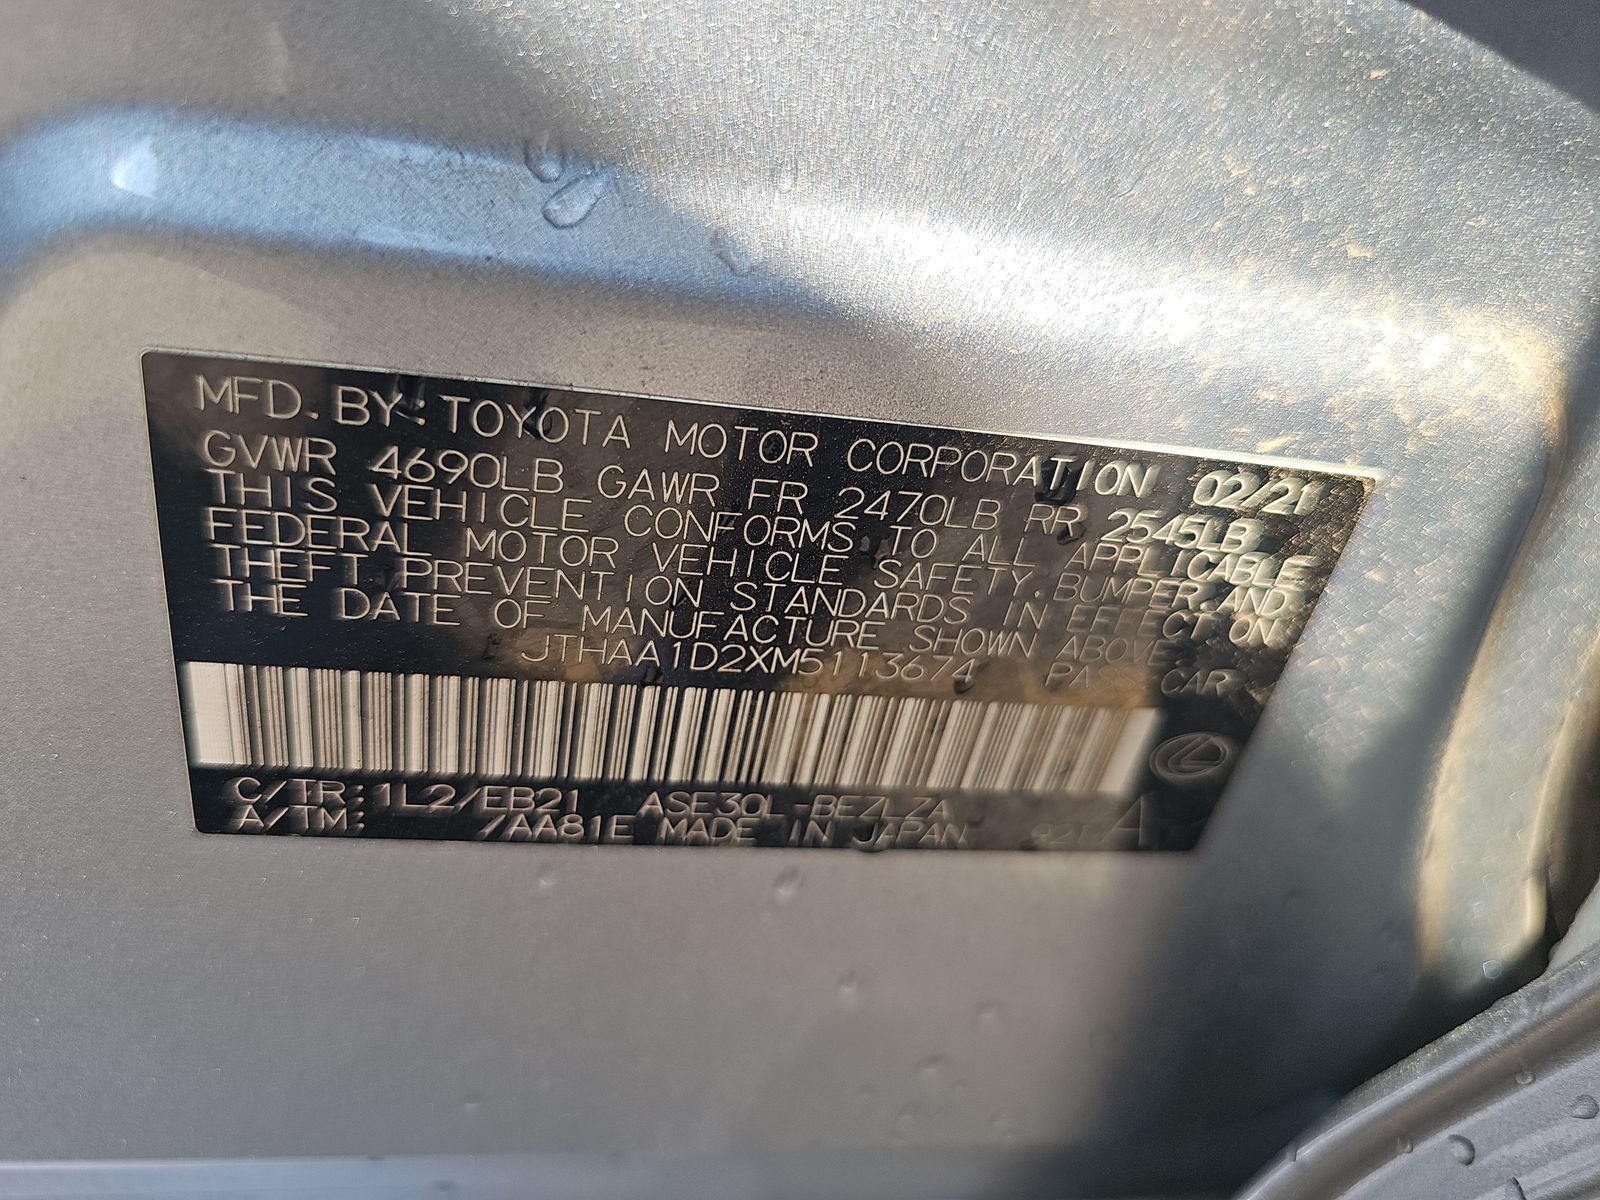 MFD. BY: TOYOTA MOTOR CORPORATION 02/21
GVWR 4690LB GAWR FR 2470LB RR 2545LB
THIS VEHICLE CONFORMS TO ALL APPLICABLE
FEDERAL MOTOR VEHICLE SAFETY, BUMPER, AND
THEFT PREVENTION STANDARDS IN EFFECT ON
THE DATE OF MANUFACTURE SHOWN ABOVE.
JTHAA1D2XM5113674 PASS CAR
C/TR: 1L2/EB21 ASE30L-BEZLZA
A/TM: /AA81E MADE IN JAPAN A